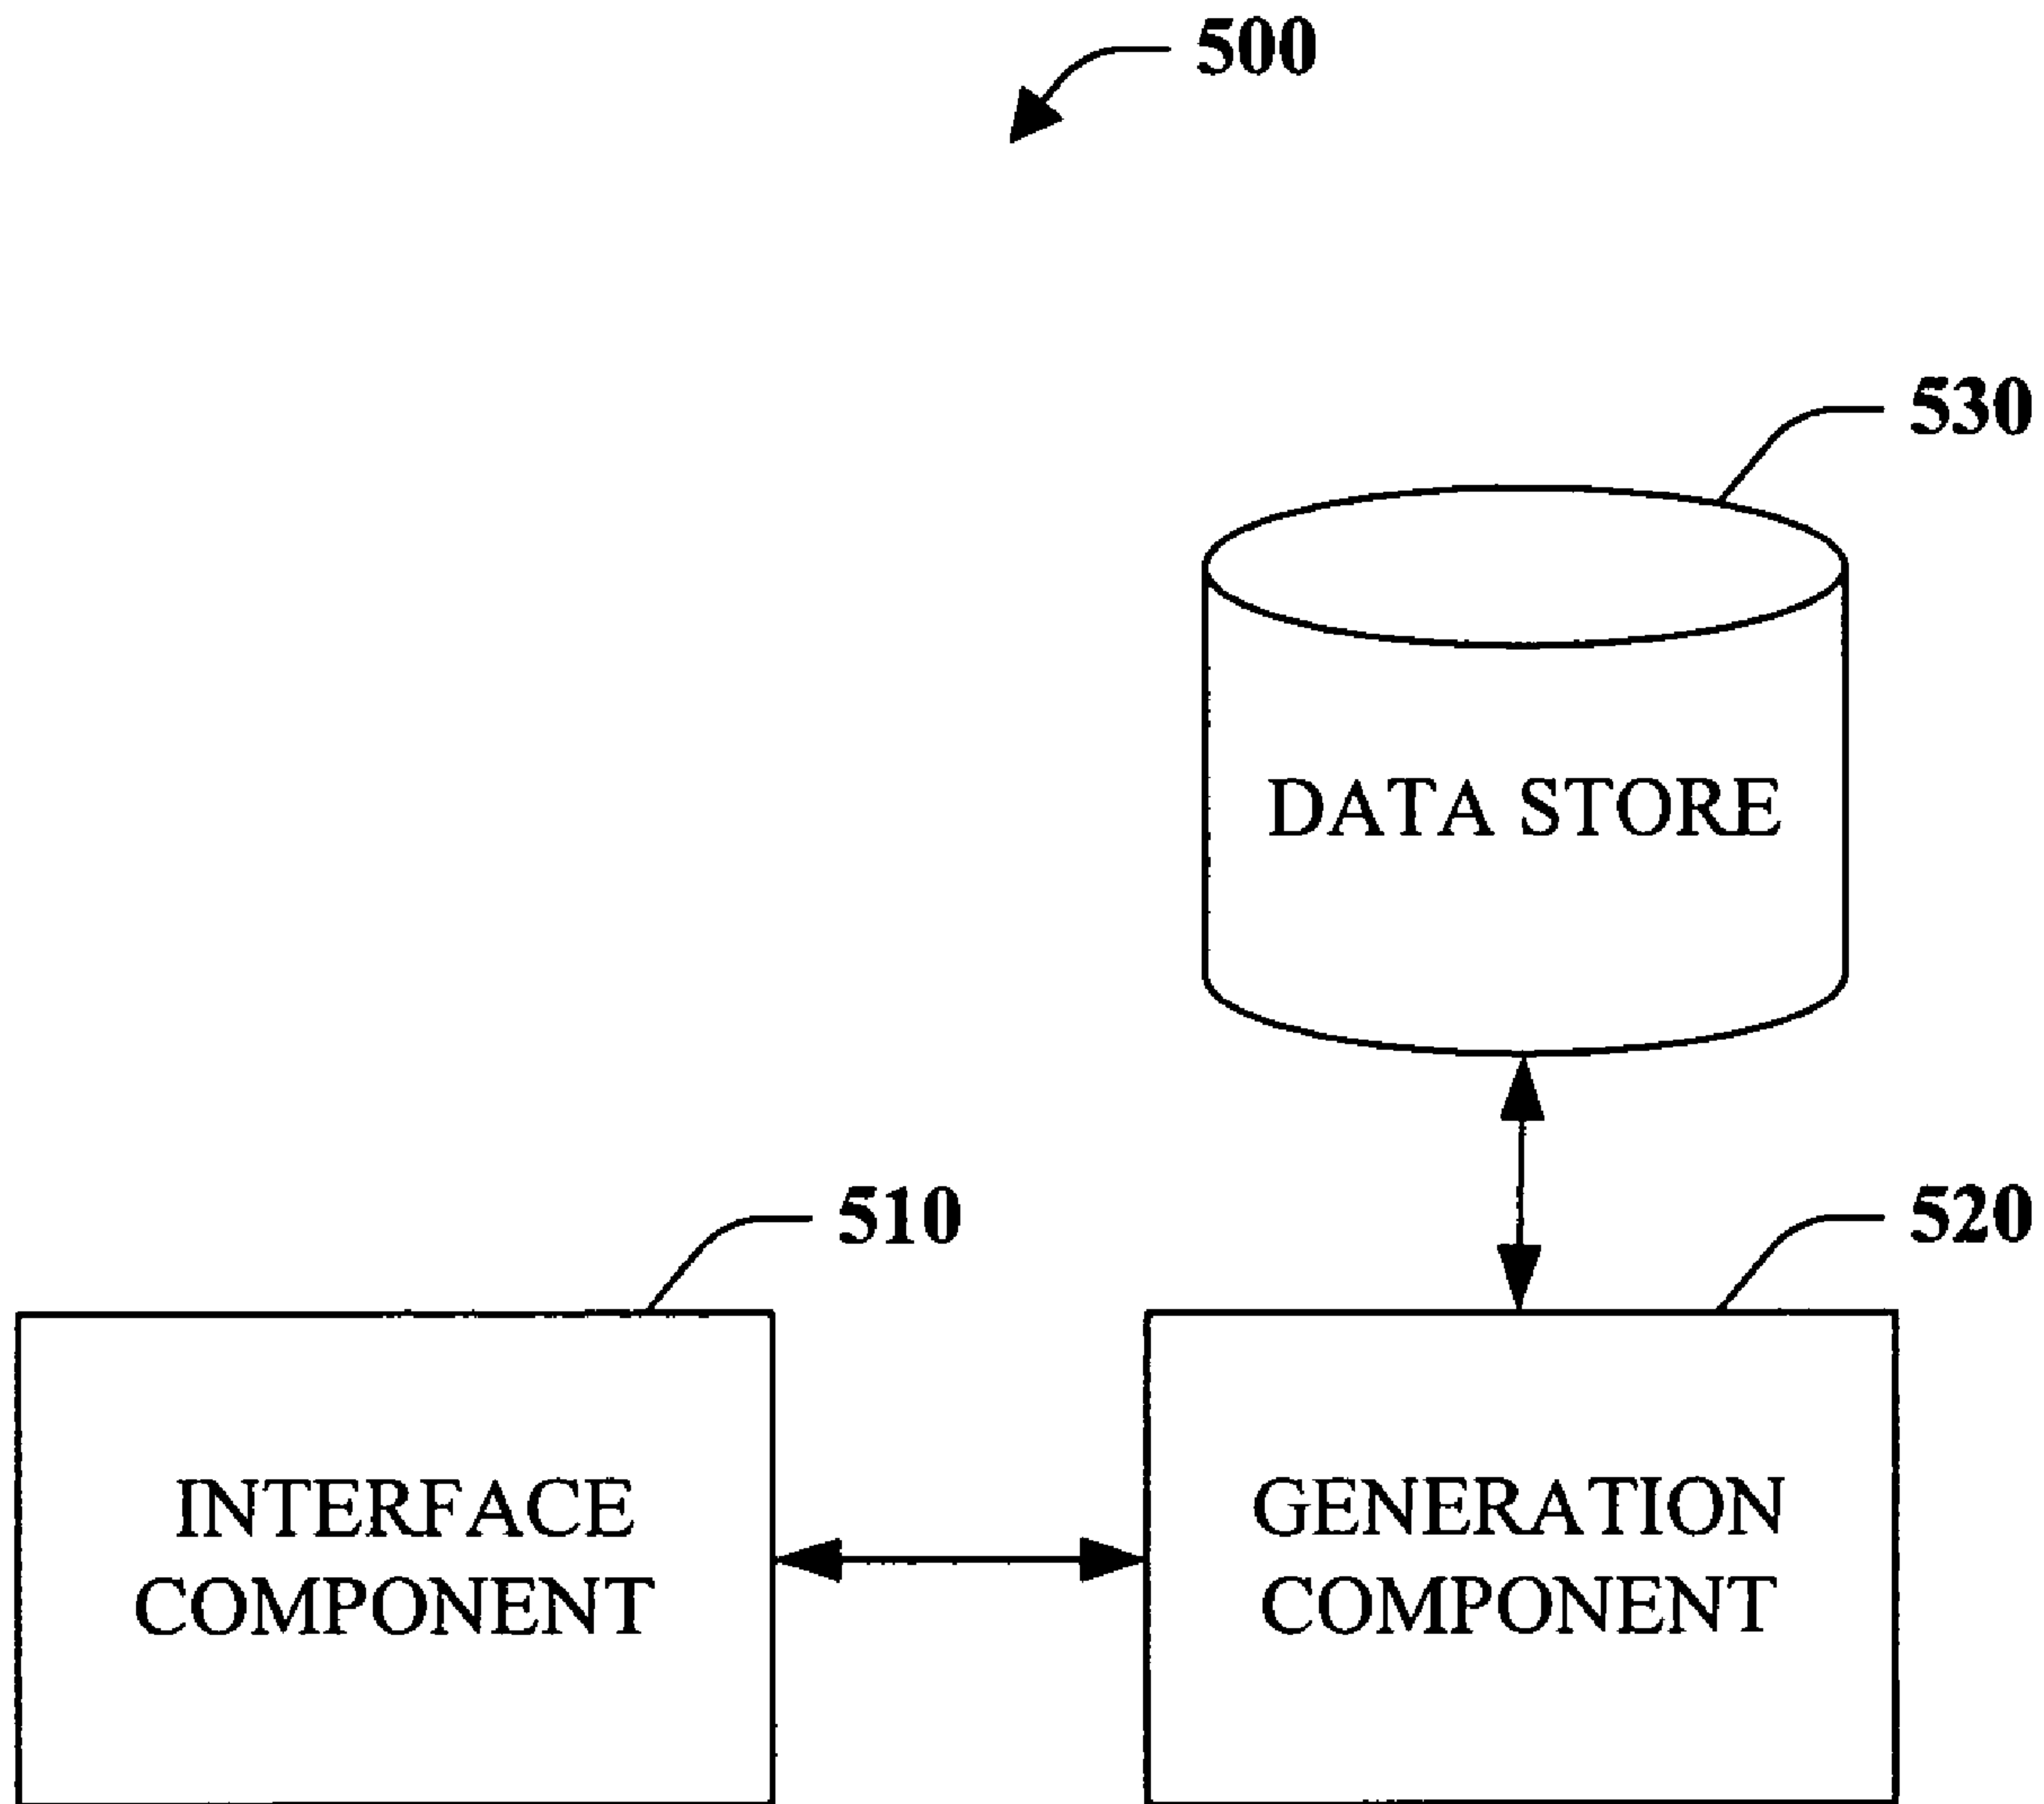 500
530
DATA STORE
510
520
INTERFACE
COMPONENT
GENERATION
COMPONENT